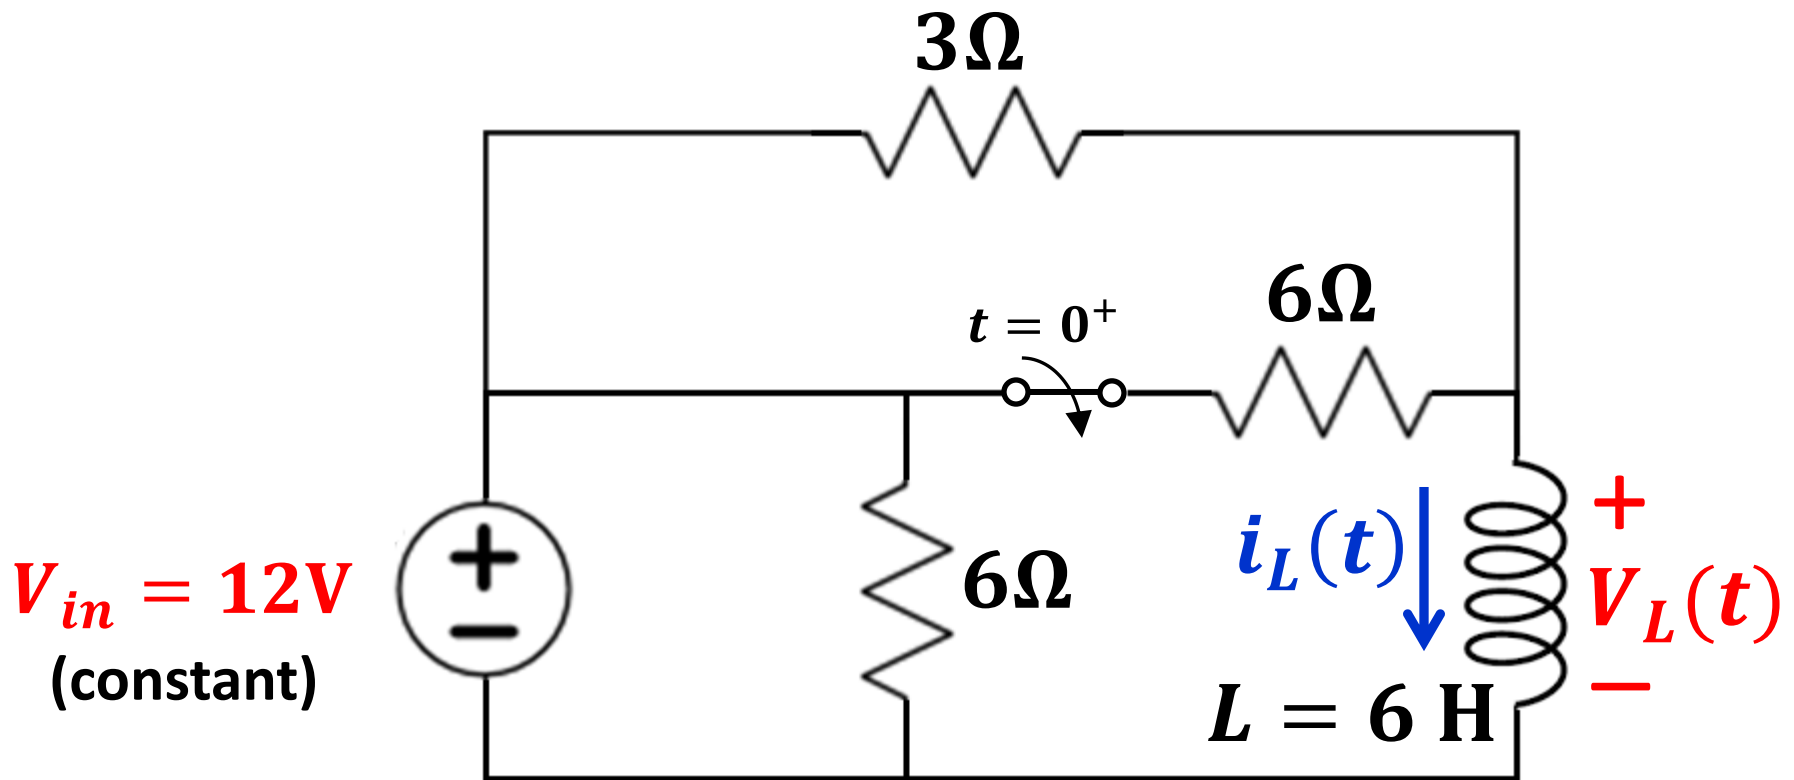 3Ω
6Ω
t = 0⁺
V_in = 12V
(constant)
6Ω
i_L(t)
+
V_L(t)
−
L = 6 H